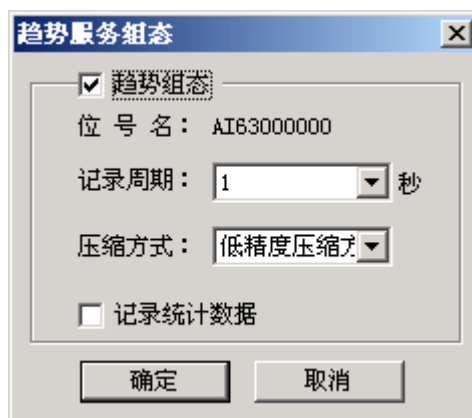 趋势服务组态
趋势组态
位 号 名： AI63000000
记录周期： 1 秒
压缩方式： 低精度压缩方
记录统计数据
确定 取消